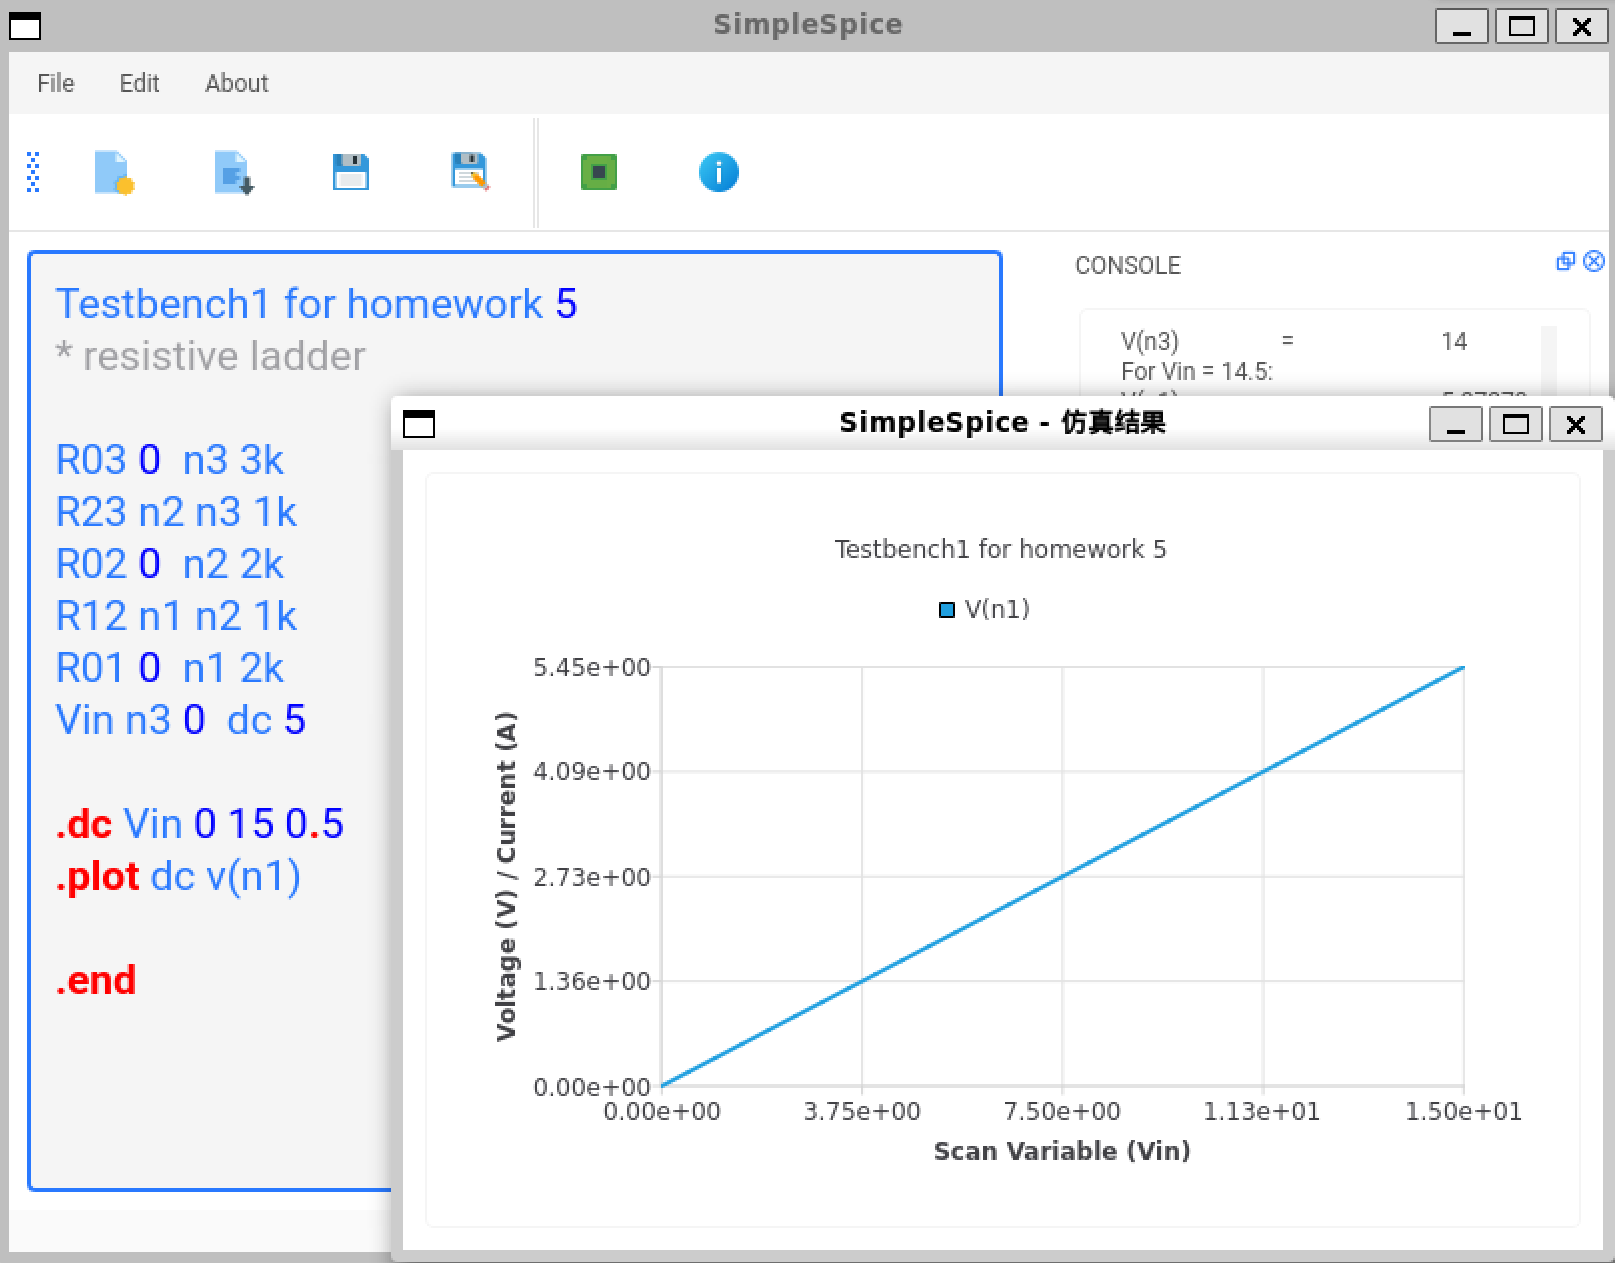 SimpleSpice
File Edit About
Testbench1 for homework 5
* resistive ladder
R03 0 n3 3k
R23 n2 n3 1k
R02 0 n2 2k
R12 n1 n2 1k
R01 0 n1 2k
Vin n3 0 dc 5
.dc Vin 0 15 0.5
.plot dc v(n1)
.end
CONSOLE
V(n3) = 14
For Vin = 14.5:
SimpleSpice - 仿真结果
Testbench1 for homework 5
V(n1)
Voltage (V) / Current (A)
5.45e+00
4.09e+00
2.73e+00
1.36e+00
0.00e+00
0.00e+00 3.75e+00 7.50e+00 1.13e+01 1.50e+01
Scan Variable (Vin)